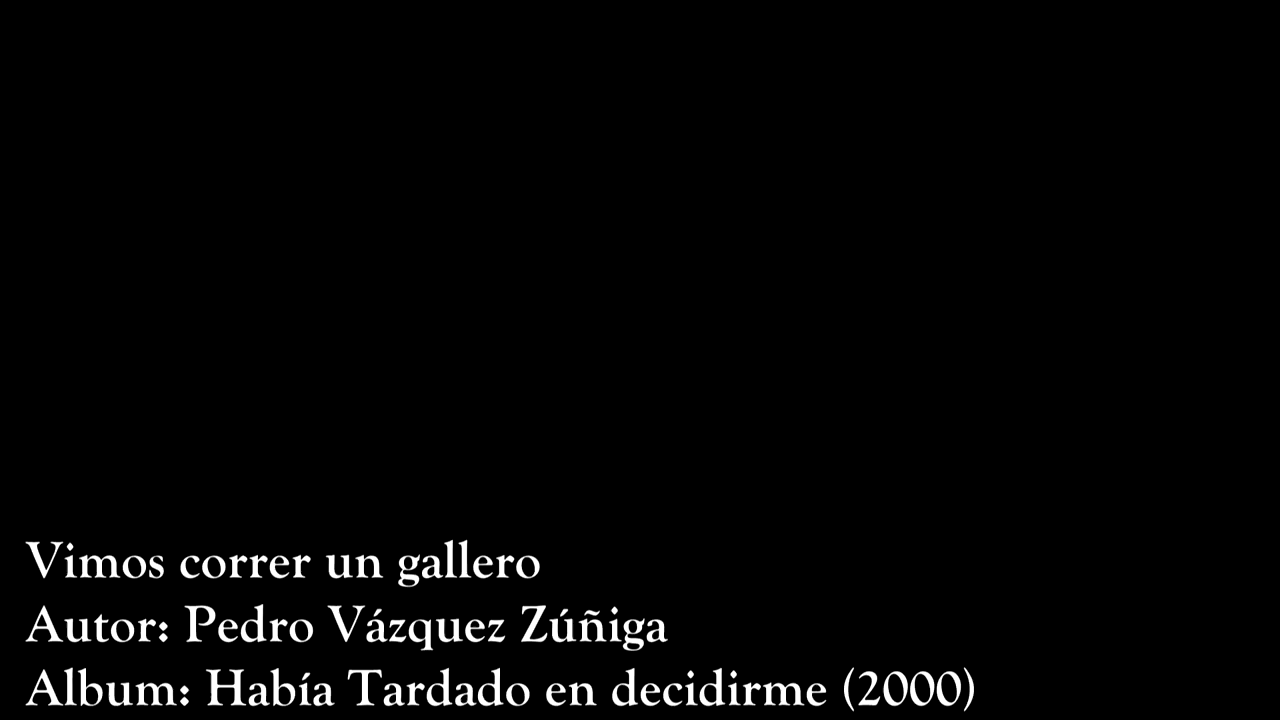 Vimos correr un gallero
Autor: Pedro Vázquez Zúñiga
Album: Había Tardado en decidirme (2000)